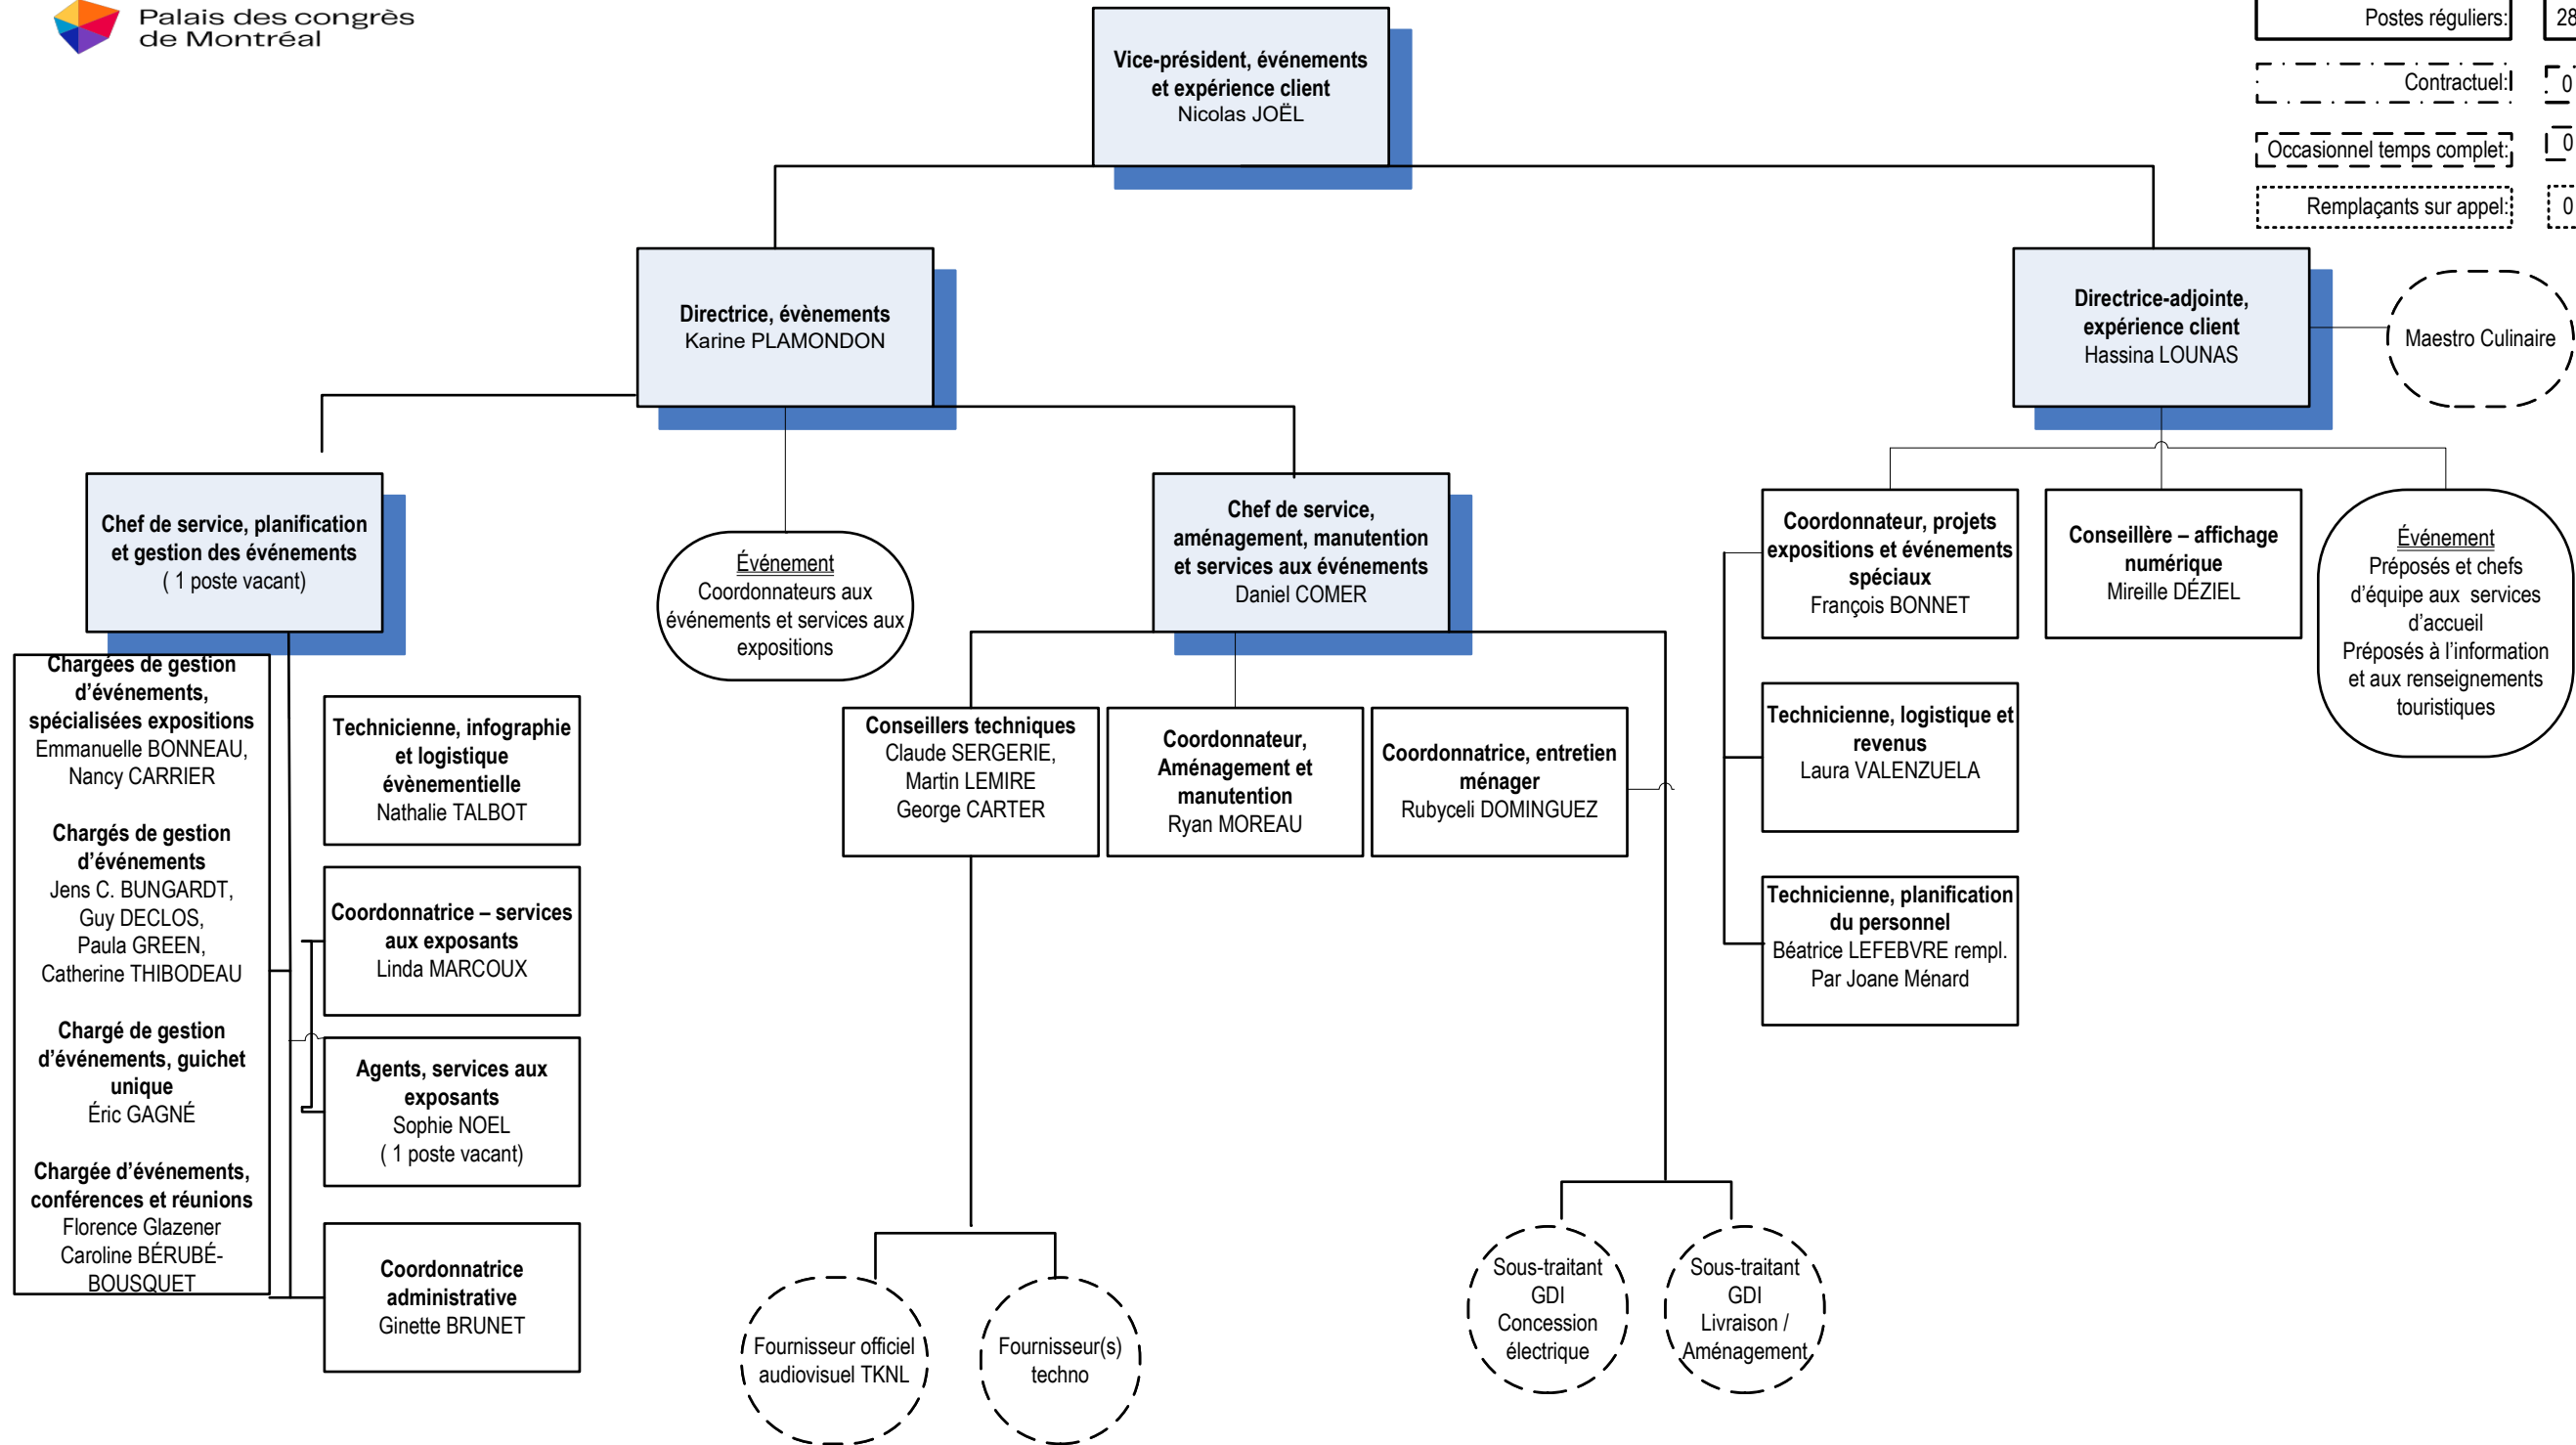 Palais des congrès
de Montréal
Postes réguliers:
28
Contractuel:
0
Occasionnel temps complet:
0
Remplaçants sur appel:
0
Vice-président, événements
et expérience client
Nicolas JOËL
Directrice, évènements
Karine PLAMONDON
Directrice-adjointe,
expérience client
Hassina LOUNAS
Maestro Culinaire
Chef de service, planification
et gestion des événements
( 1 poste vacant)
Événement
Coordonnateurs aux
événements et services aux
expositions
Chef de service,
aménagement, manutention
et services aux événements
Daniel COMER
Coordonnateur, projets
expositions et événements
spéciaux
François BONNET
Conseillère – affichage
numérique
Mireille DÉZIEL
Événement
Préposés et chefs
d'équipe aux  services
d'accueil
Préposés à l'information
et aux renseignements
touristiques
Chargées de gestion
d'événements,
spécialisées expositions
Emmanuelle BONNEAU,
Nancy CARRIER
Chargés de gestion
d'événements
Jens C. BUNGARDT,
Guy DECLOS,
Paula GREEN,
Catherine THIBODEAU
Chargé de gestion
d'événements, guichet
unique
Éric GAGNÉ
Chargée d'événements,
conférences et réunions
Florence Glazener
Caroline BÉRUBÉ-
BOUSQUET
Technicienne, infographie
et logistique
évènementielle
Nathalie TALBOT
Coordonnatrice – services
aux exposants
Linda MARCOUX
Agents, services aux
exposants
Sophie NOEL
( 1 poste vacant)
Coordonnatrice
administrative
Ginette BRUNET
Conseillers techniques
Claude SERGERIE,
Martin LEMIRE
George CARTER
Coordonnateur,
Aménagement et
manutention
Ryan MOREAU
Coordonnatrice, entretien
ménager
Rubyceli DOMINGUEZ
Technicienne, logistique et
revenus
Laura VALENZUELA
Technicienne, planification
du personnel
Béatrice LEFEBVRE rempl.
Par Joane Ménard
Fournisseur officiel
audiovisuel TKNL
Fournisseur(s)
techno
Sous-traitant
GDI
Concession
électrique
Sous-traitant
GDI
Livraison /
Aménagement